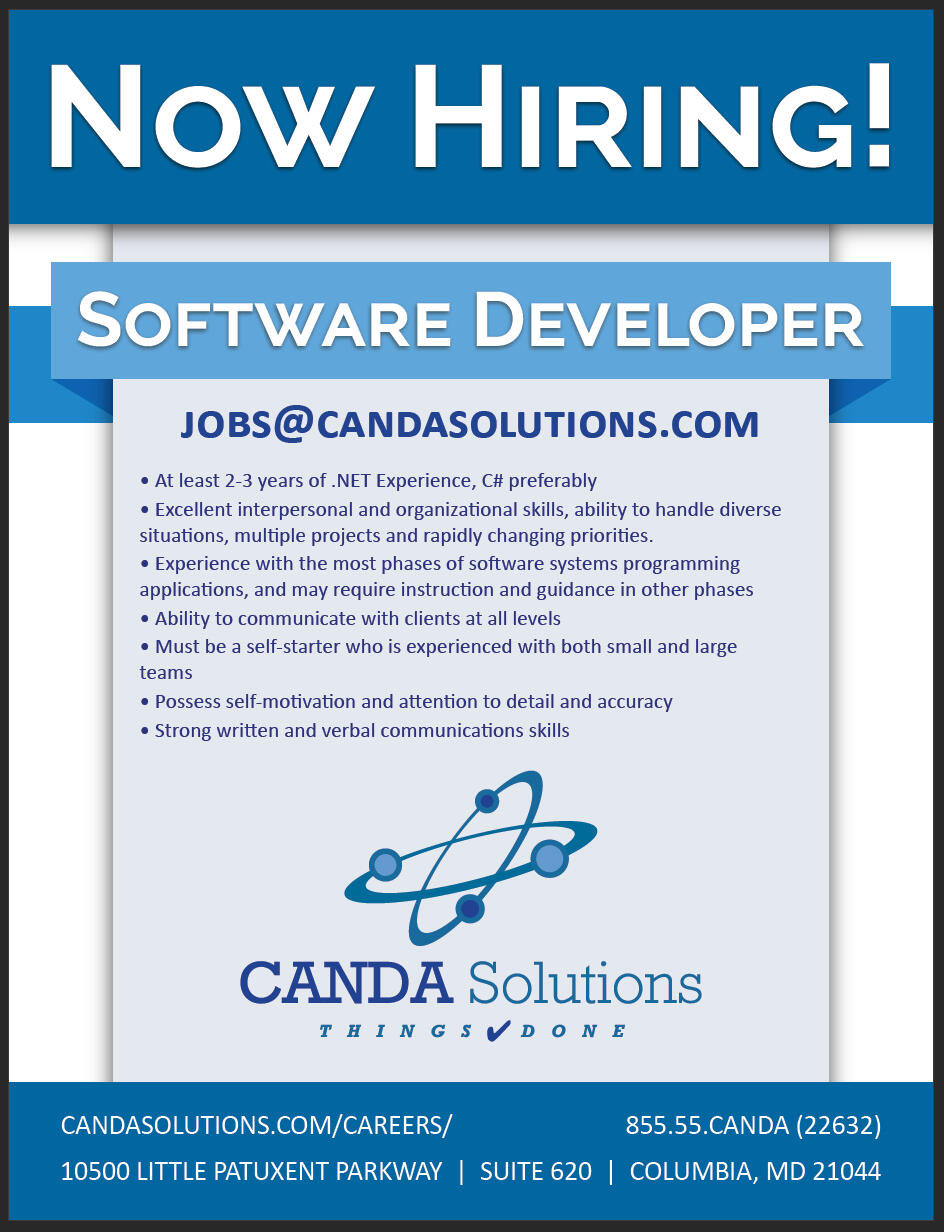 NOW HIRING!
SOFTWARE DEVELOPER
JOBS@CANDASOLUTIONS.COM
• At least 2-3 years of .NET Experience, C# preferably
• Excellent interpersonal and organizational skills, ability to handle diverse
situations, multiple projects and rapidly changing priorities.
• Experience with the most phases of software systems programming
applications, and may require instruction and guidance in other phases
• Ability to communicate with clients at all levels
• Must be a self-starter who is experienced with both small and large
teams
• Possess self-motivation and attention to detail and accuracy
• Strong written and verbal communications skills
CANDA Solutions
THINGS ✔ DONE
CANDASOLUTIONS.COM/CAREERS/ 855.55.CANDA (22632)
10500 LITTLE PATUXENT PARKWAY | SUITE 620 | COLUMBIA, MD 21044